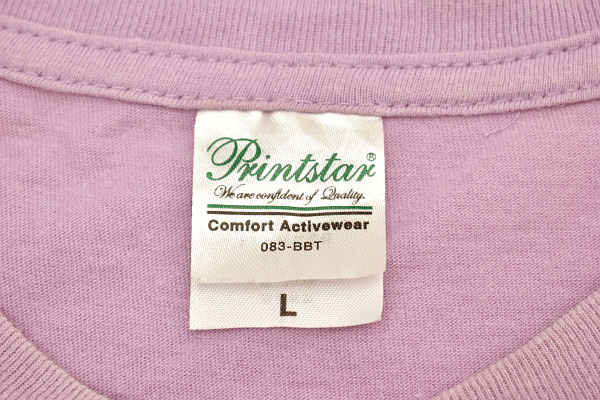 Printstar®
We are confident of Quality.
Comfort Activewear
083-BBT
L